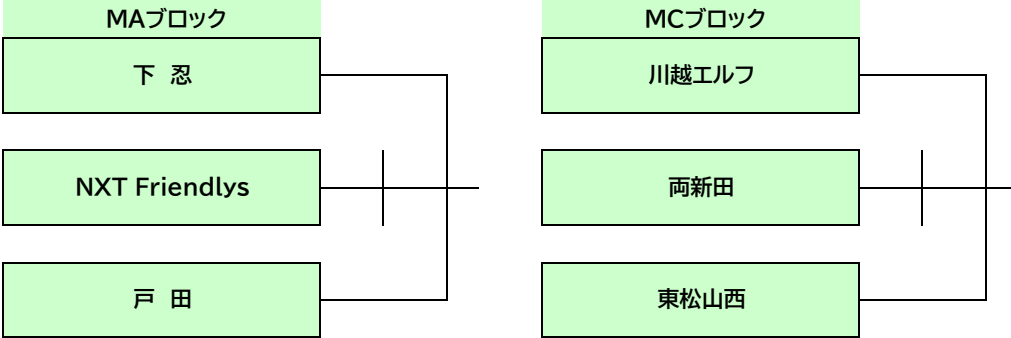 MAブロック
下 忍
NXT Friendlys
戸 田
MCブロック
川越エルフ
両新田
東松山西